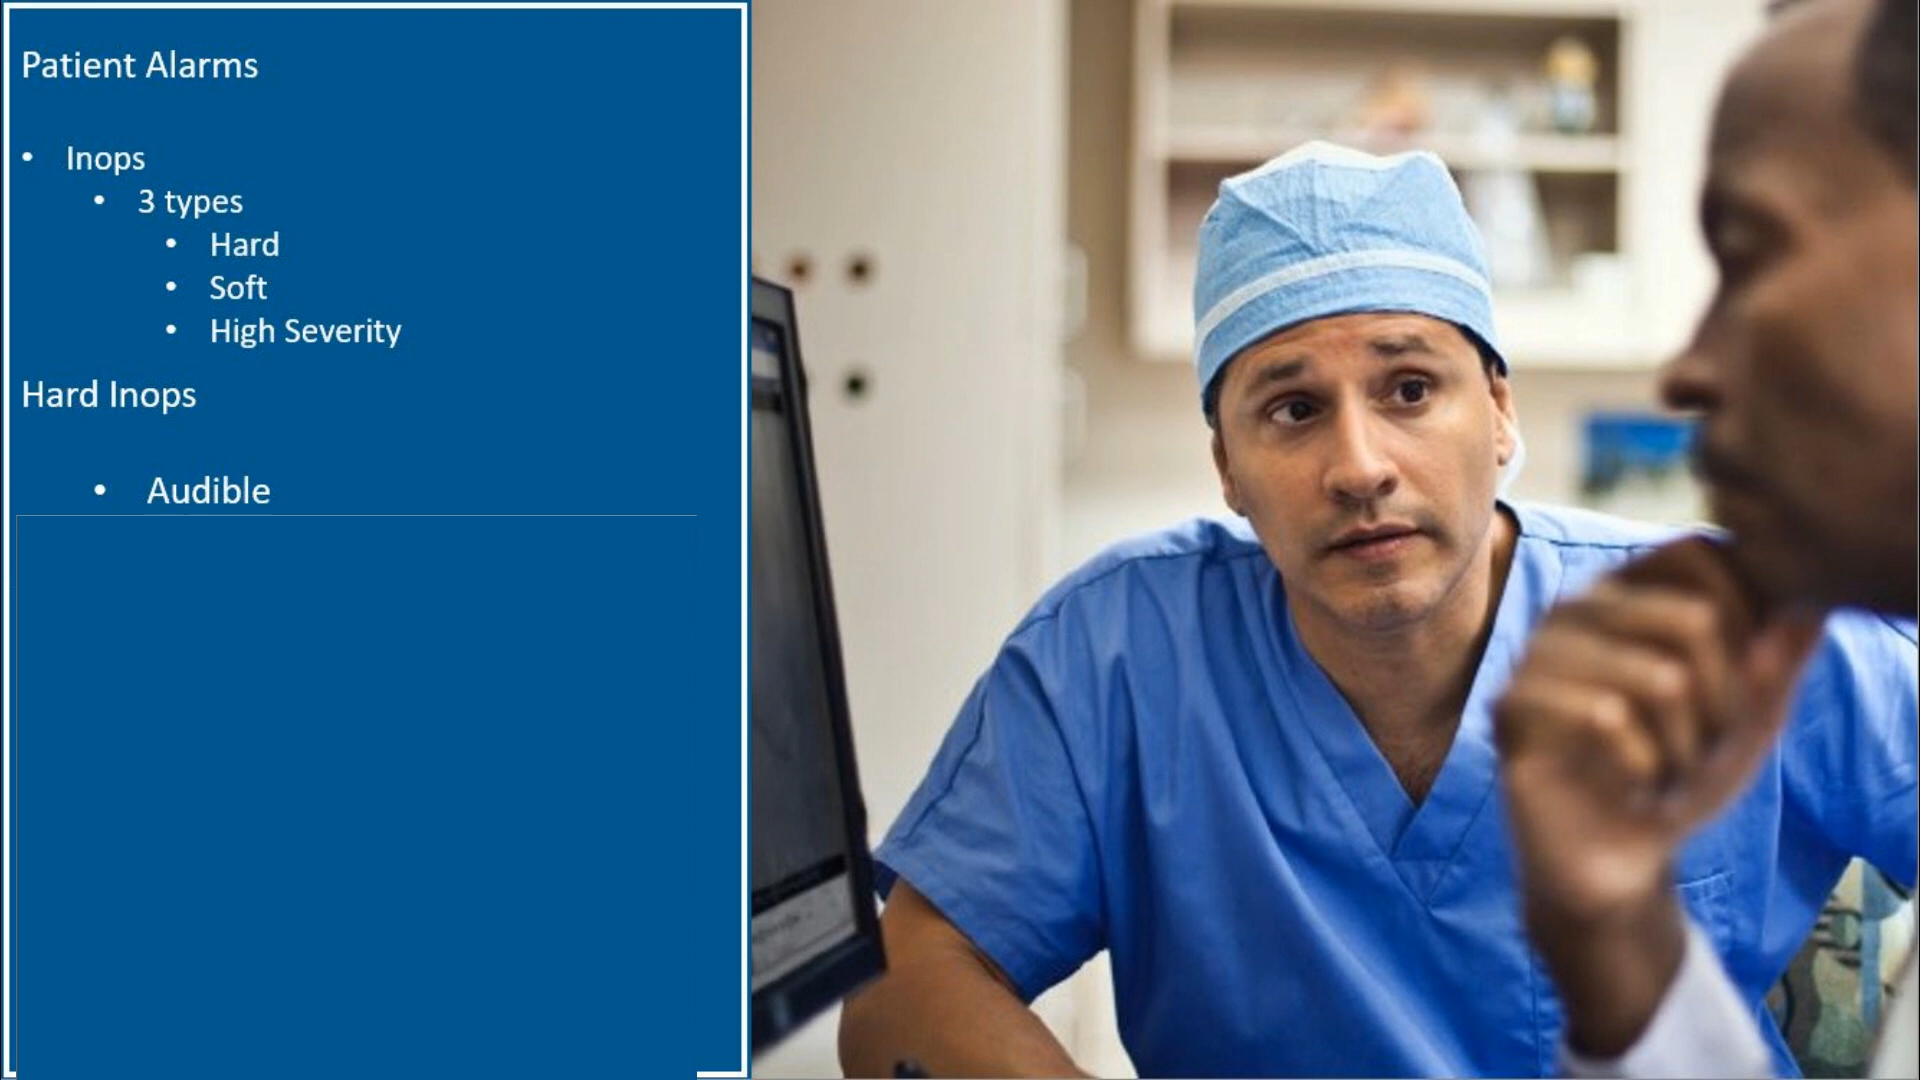 Patient Alarms
• Inops
• 3 types
• Hard
• Soft
• High Severity
Hard Inops
• Audible